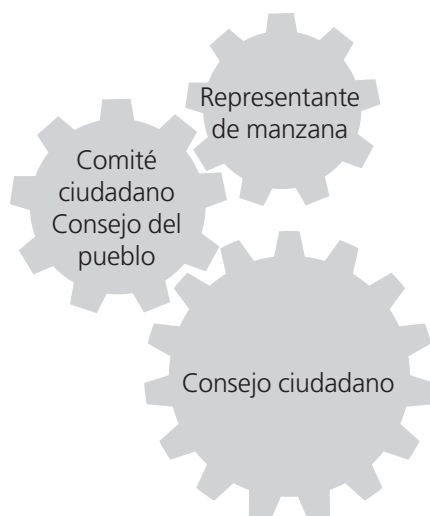 Representante
de manzana
Comité
ciudadano
Consejo del
pueblo
Consejo ciudadano